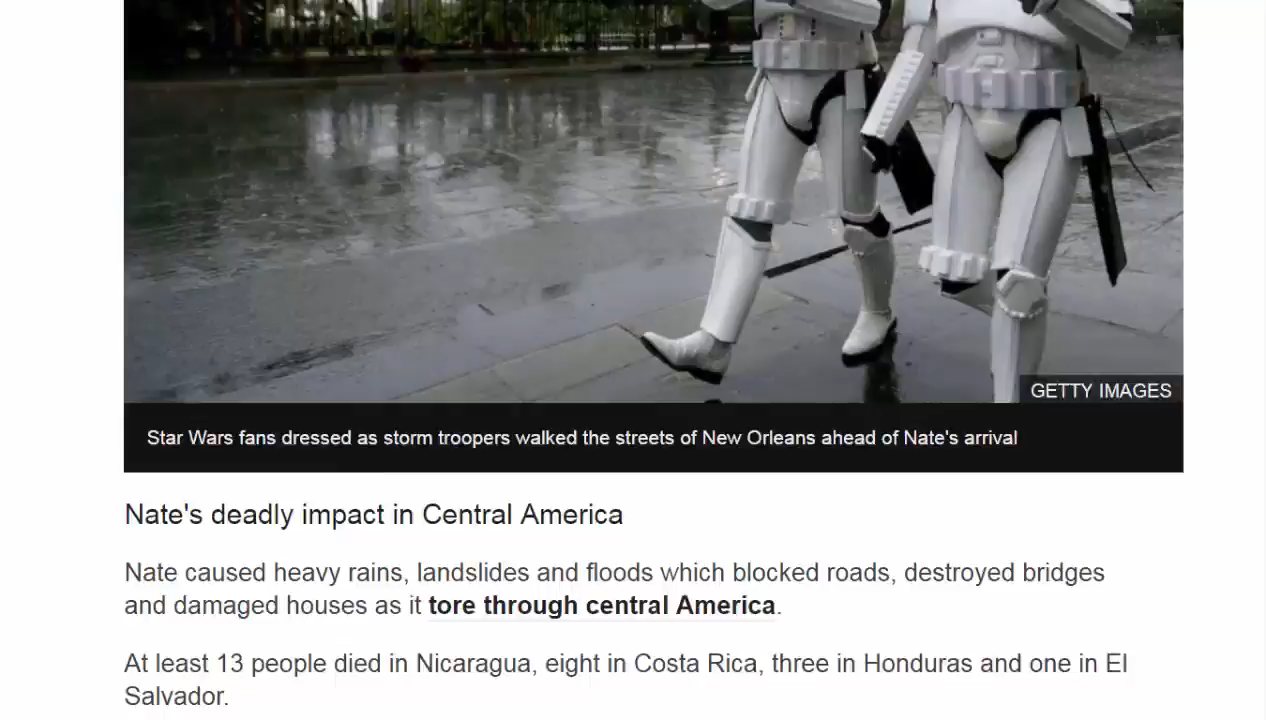 GETTY IMAGES
Star Wars fans dressed as storm troopers walked the streets of New Orleans ahead of Nate's arrival
Nate's deadly impact in Central America
Nate caused heavy rains, landslides and floods which blocked roads, destroyed bridges
and damaged houses as it tore through central America.
At least 13 people died in Nicaragua, eight in Costa Rica, three in Honduras and one in El
Salvador.